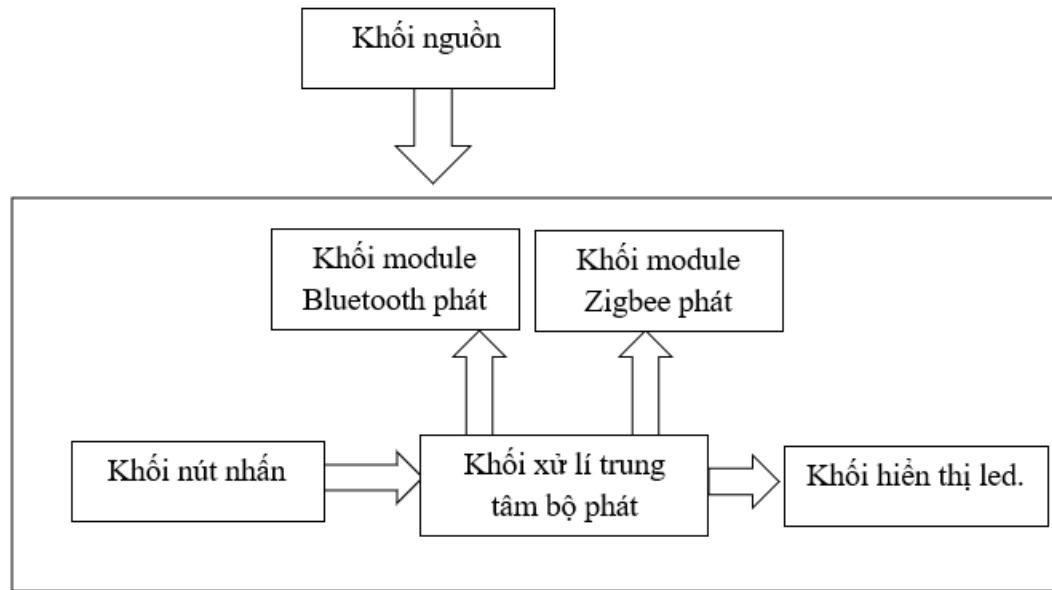 Khối nguồn
Khối module
Bluetooth phát
Khối module
Zigbee phát
Khối nút nhấn
Khối xử lí trung
tâm bộ phát
Khối hiển thị led.